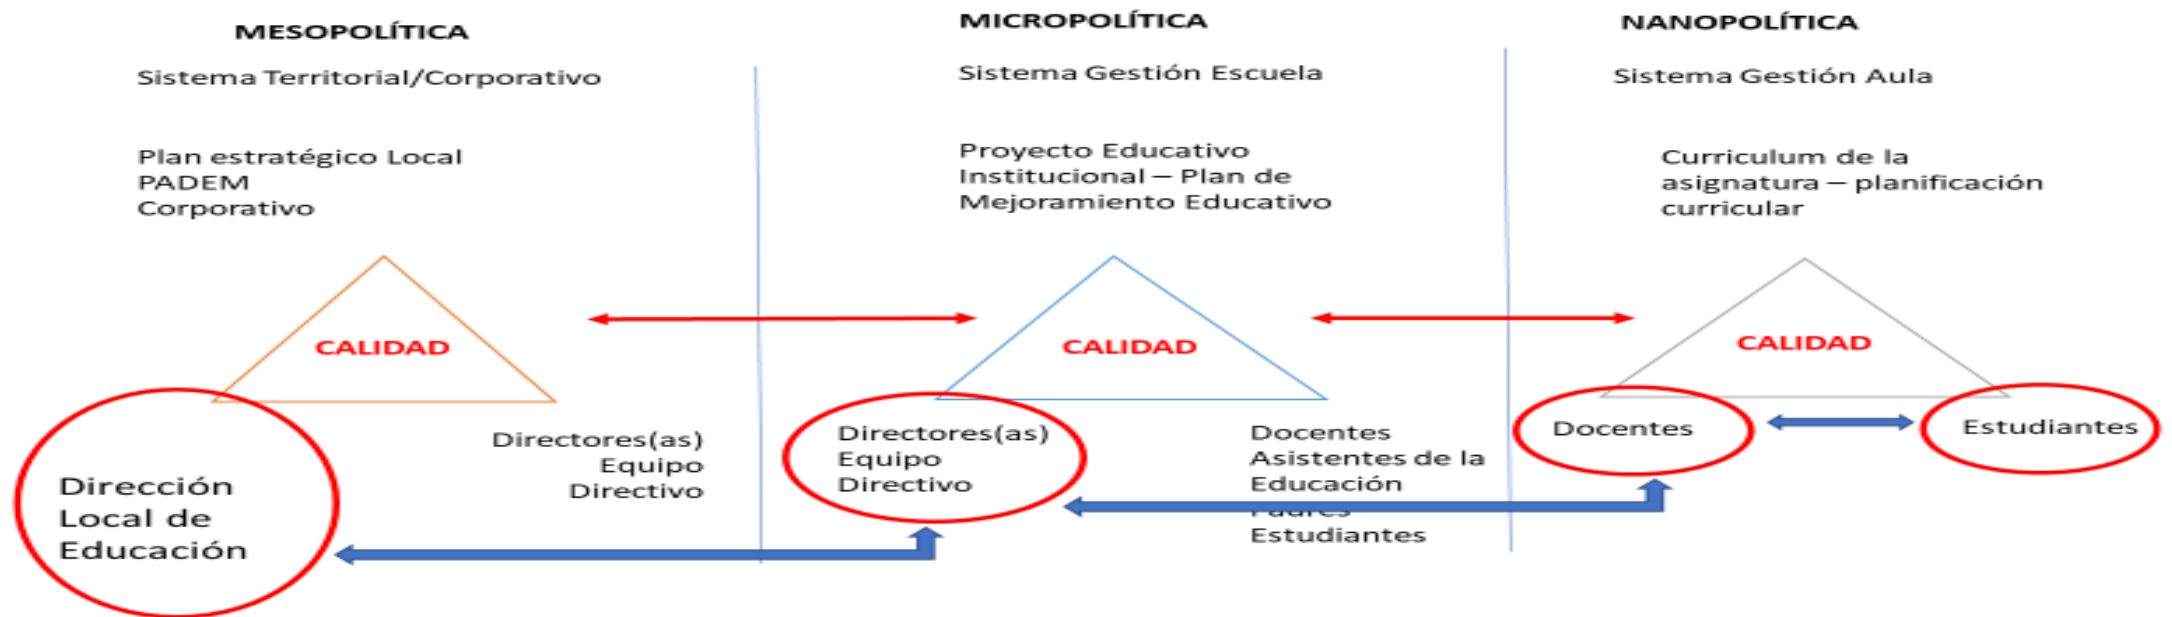 MESOPOLÍTICA
Sistema Territorial/Corporativo
Plan estratégico Local
PADEM
Corporativo
CALIDAD
Dirección
Local de
Educación
Directores(as)
Equipo
Directivo
MICROPOLÍTICA
Sistema Gestión Escuela
Proyecto Educativo
Institucional – Plan de
Mejoramiento Educativo
CALIDAD
Directores(as)
Equipo
Directivo
Docentes
Asistentes de la
Educación
Padres
Estudiantes
NANOPOLÍTICA
Sistema Gestión Aula
Curriculum de la
asignatura – planificación
curricular
CALIDAD
Docentes
Estudiantes